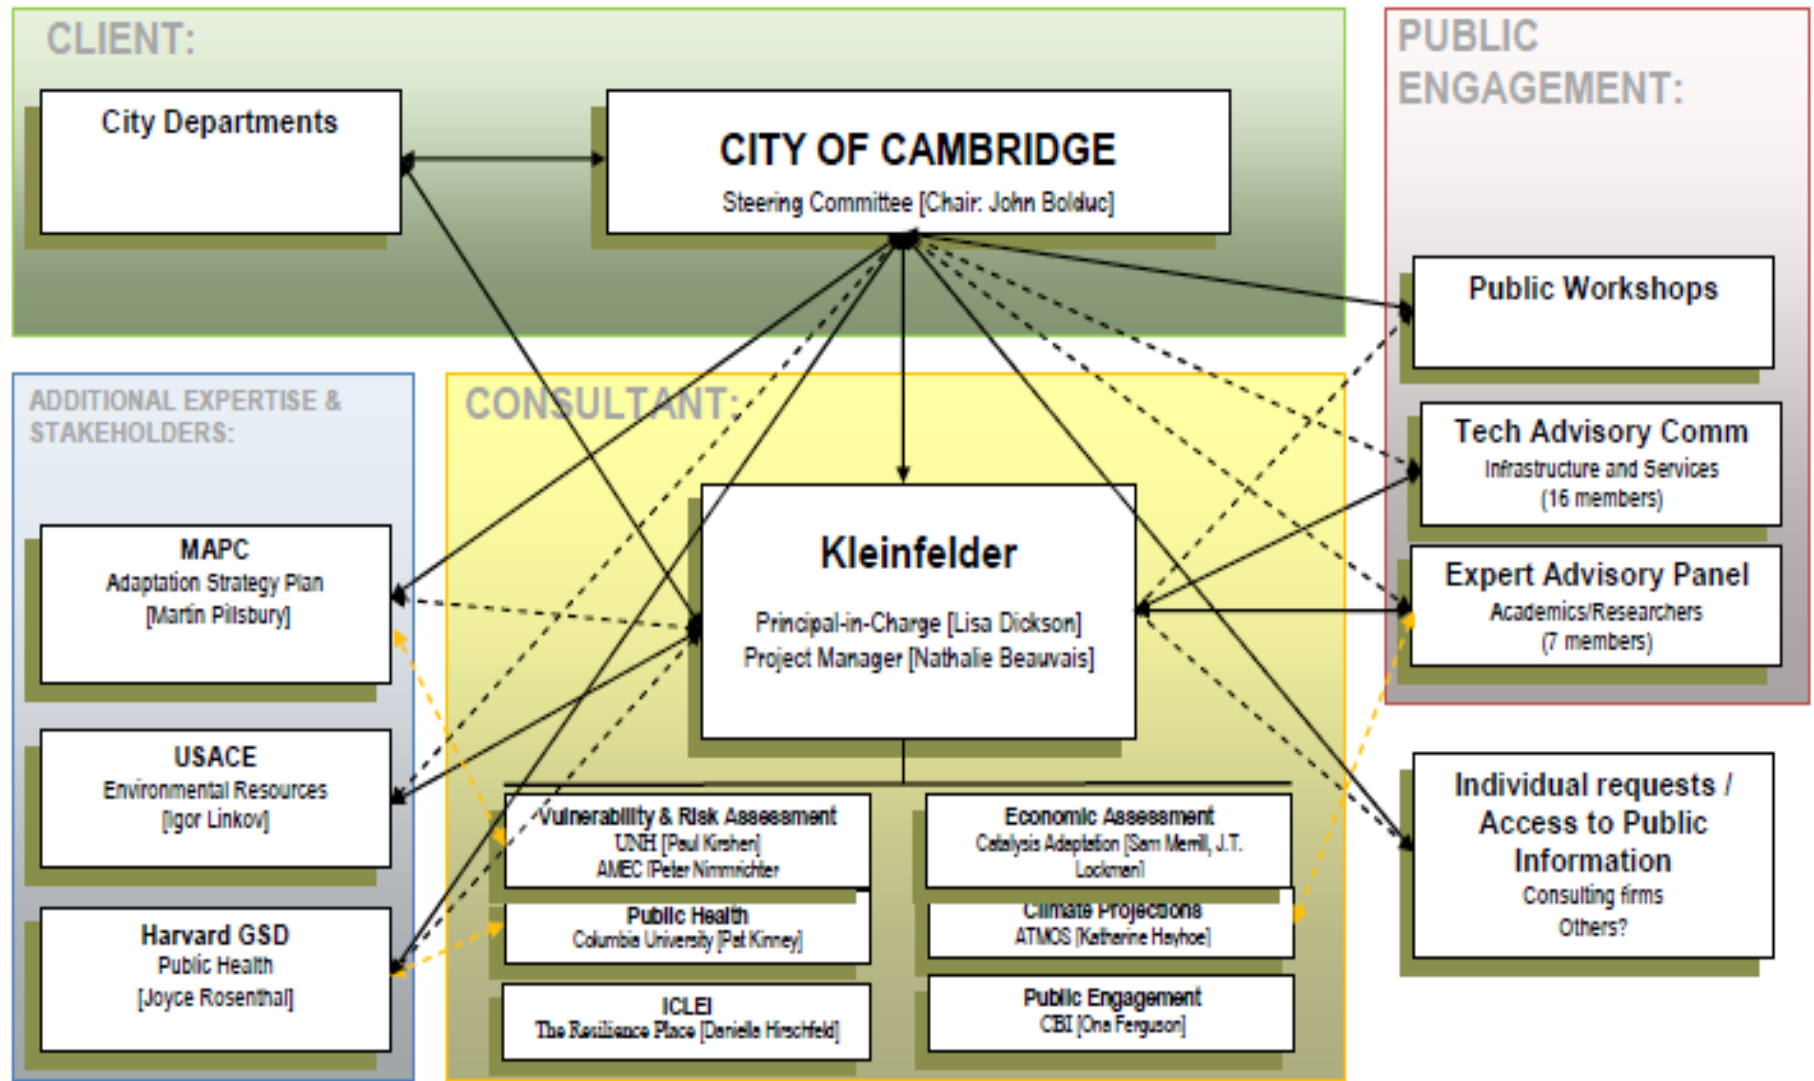 CLIENT:
City Departments
CITY OF CAMBRIDGE
Steering Committee [Chair: John Bolduc]
PUBLIC
ENGAGEMENT:
Public Workshops
Tech Advisory Comm
Infrastructure and Services
(16 members)
Expert Advisory Panel
Academics/Researchers
(7 members)
Individual requests /
Access to Public
Information
Consulting firms
Others?
ADDITIONAL EXPERTISE &
STAKEHOLDERS:
MAPC
Adaptation Strategy Plan
[Martin Pillsbury]
USACE
Environmental Resources
[Igor Linkov]
Harvard GSD
Public Health
[Joyce Rosenthal]
CONSULTANT:
Kleinfelder
Principal-in-Charge [Lisa Dickson]
Project Manager [Nathalie Beauvais]
Vulnerability & Risk Assessment
UNH [Paul Kirshen]
AMEC [Peter Nimmrichter
Public Health
Columbia University [Pat Kinney]
ICLEI
The Resilience Place [Daniella Hirschfeld]
Economic Assessment
Catalysis Adaptation [Sam Merrill, J.T.
Lockman]
Climate Projections
ATMOS [Katharine Hayhoe]
Public Engagement
CBI [Ona Ferguson]